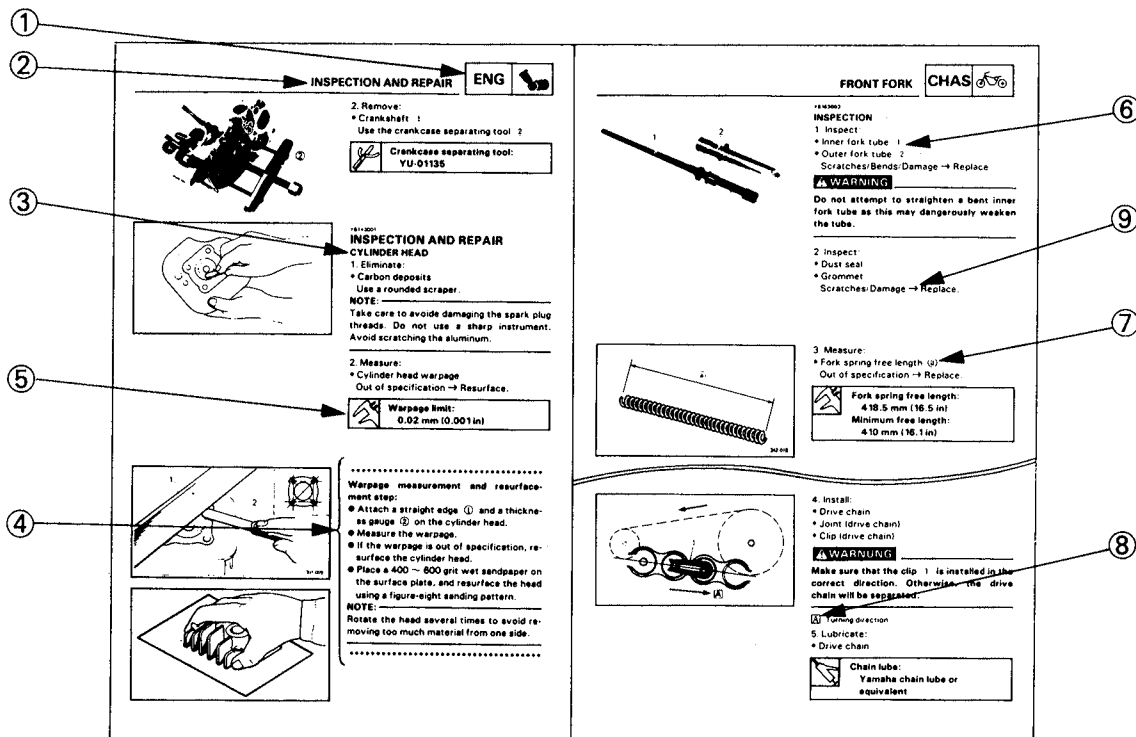 ①
②
INSPECTION AND REPAIR
ENG
2. Remove:
• Crankshaft 1
Use the crankcase separating tool 2
②
Crankcase separating tool:
YU-01135
③
INSPECTION AND REPAIR
CYLINDER HEAD
1. Eliminate:
• Carbon deposits
Use a rounded scraper.
NOTE:
Take care to avoide damaging the spark plug
threads. Do not use a sharp instrument.
Avoid scratching the aluminum.
2. Measure:
• Cylinder head warpage
Out of specification → Resurface.
⑤
Warpage limit:
0.02 mm (0.001 in)
④
1
2
Warpage measurement and resurface-
ment step:
● Attach a straight edge ① and a thickne-
ss gauge ② on the cylinder head.
● Measure the warpage.
● If the warpage is out of specification, re-
surface the cylinder head.
● Place a 400 ~ 600 grit wet sandpaper on
the surface plate, and resurface the head
using a figure-eight sanding pattern.
NOTE:
Rotate the head several times to avoid re-
moving too much material from one side.
FRONT FORK
CHAS
1
2
INSPECTION
1 Inspect:
• Inner fork tube 1
• Outer fork tube 2
Scratches/Bends/Damage → Replace
⑥
WARNING
Do not attempt to straighten a bent inner
fork tube as this may dangerously weaken
the tube.
2 Inspect:
• Dust seal
• Grommet
Scratches/Damage → Replace.
⑨
⑦
3 Measure:
• Fork spring free length (a)
Out of specification → Replace.
Fork spring free length:
418.5 mm (16.5 in)
Minimum free length:
410 mm (16.1 in)
4. Install:
• Drive chain
• Joint (drive chain)
• Clip (drive chain)
⑧
WARNUNG
Make sure that the clip 1 is installed in the
correct direction. Otherwise, the drive
chain will be separated.
A
A Turning direction
5. Lubricate:
• Drive chain
Chain lube:
Yamaha chain lube or
equivalent